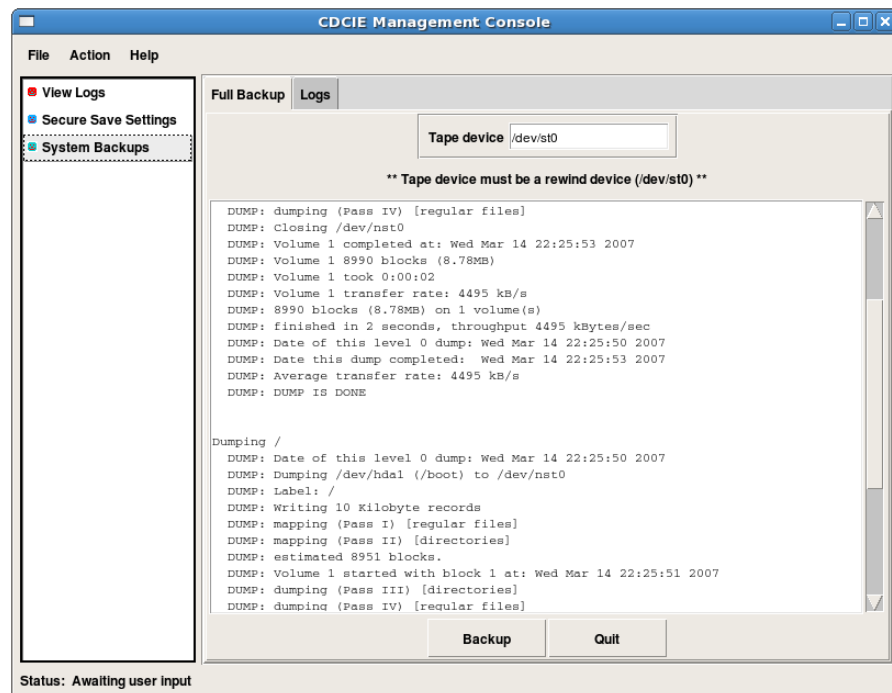 CDCIE Management Console
File Action Help
View Logs
Secure Save Settings
System Backups
Full Backup Logs
Tape device /dev/st0
** Tape device must be a rewind device (/dev/st0) **
DUMP: dumping (Pass IV) [regular files]
DUMP: Closing /dev/nst0
DUMP: Volume 1 completed at: Wed Mar 14 22:25:53 2007
DUMP: Volume 1 8990 blocks (8.78MB)
DUMP: Volume 1 took 0:00:02
DUMP: Volume 1 transfer rate: 4495 kB/s
DUMP: 8990 blocks (8.78MB) on 1 volume(s)
DUMP: finished in 2 seconds, throughput 4495 kBytes/sec
DUMP: Date of this level 0 dump: Wed Mar 14 22:25:50 2007
DUMP: Date this dump completed:  Wed Mar 14 22:25:53 2007
DUMP: Average transfer rate: 4495 kB/s
DUMP: DUMP IS DONE
Dumping /
DUMP: Date of this level 0 dump: Wed Mar 14 22:25:50 2007
DUMP: Dumping /dev/hda1 (/boot) to /dev/nst0
DUMP: Label: /
DUMP: Writing 10 Kilobyte records
DUMP: mapping (Pass I) [regular files]
DUMP: mapping (Pass II) [directories]
DUMP: estimated 8951 blocks.
DUMP: Volume 1 started with block 1 at: Wed Mar 14 22:25:51 2007
DUMP: dumping (Pass III) [directories]
DUMP: dumping (Pass IV) [regular files]
Backup Quit
Status: Awaiting user input